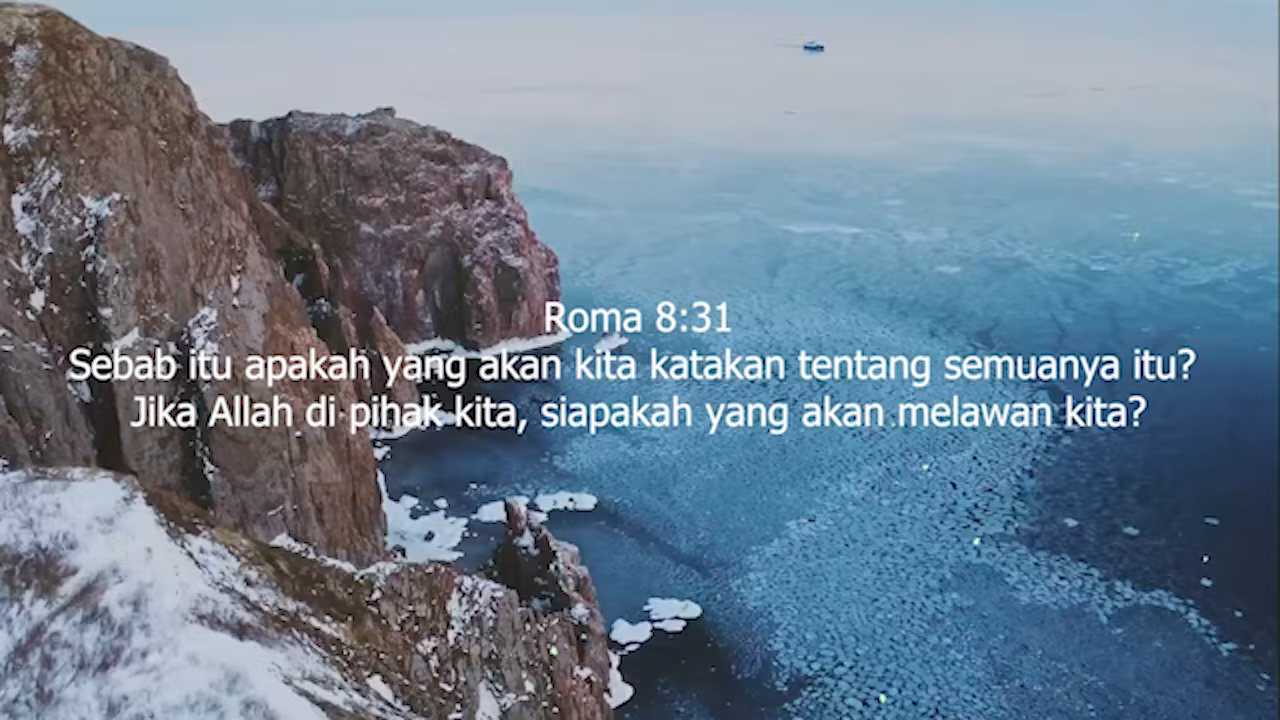 Roma 8:31
Sebab itu apakah yang akan kita katakan tentang semuanya itu?
Jika Allah di pihak kita, siapakah yang akan melawan kita?